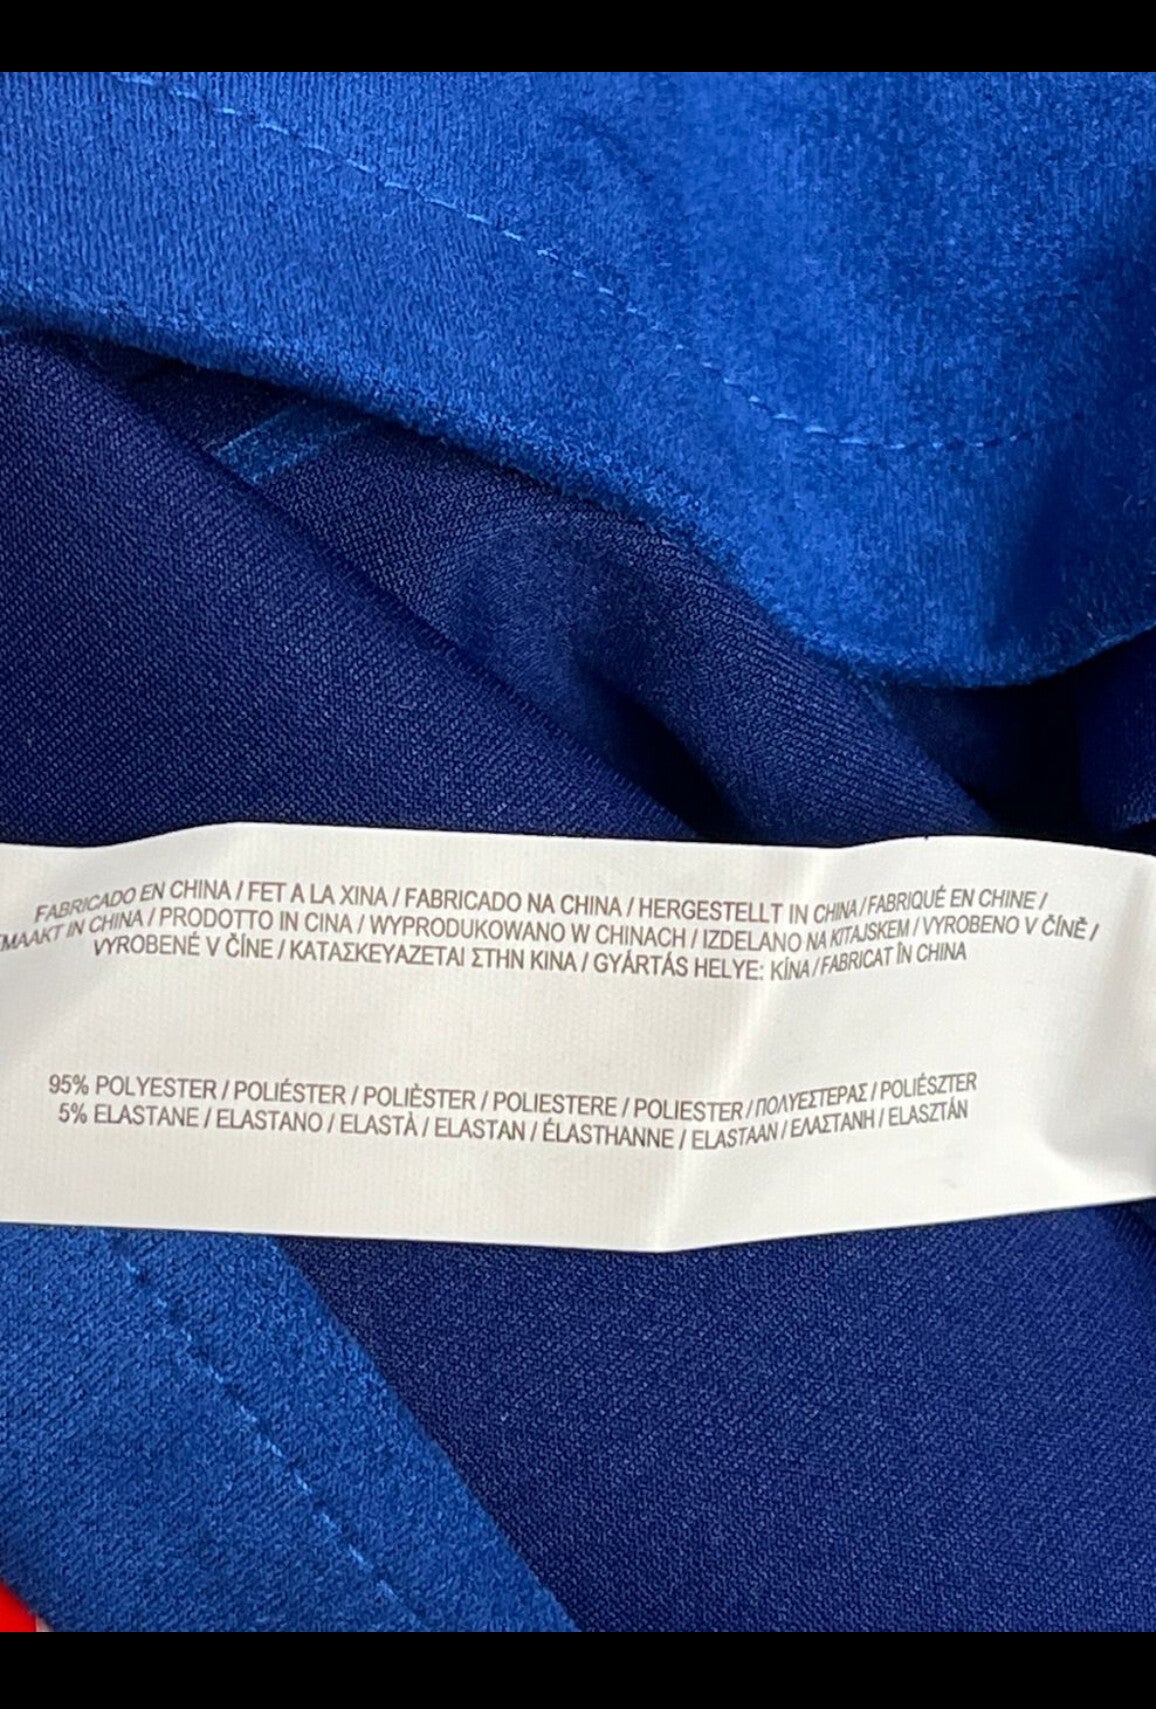 FABRICADO EN CHINA / FET A LA XINA / FABRICADO NA CHINA / HERGESTELLT IN CHINA / FABRIQUÉ EN CHINE /
IN CHINA / PRODOTTO IN CINA / WYPRODUKOWANO W CHINACH / IZDELANO NA KITAJSKEM / VYROBENO V ČÍNĚ /
VYROBENÉ V ČÍNE / ΚΑΤΑΣΚΕΥΑΖΕΤΑΙ ΣΤΗΝ ΚΙΝΑ / GYÁRTÁS HELYE: KÍNA / FABRICAT ÎN CHINA
95% POLYESTER / POLIÉSTER / POLIÈSTER / POLIESTERE / POLIESTER / ΠΟΛΥΕΣΤΕΡΑΣ / POLIÉSZTER
5% ELASTANE / ELASTANO / ELASTÀ / ELASTAN / ÉLASTHANNE / ELASTAAN / ΕΛΑΣΤΑΝΗ / ELASZTÁN